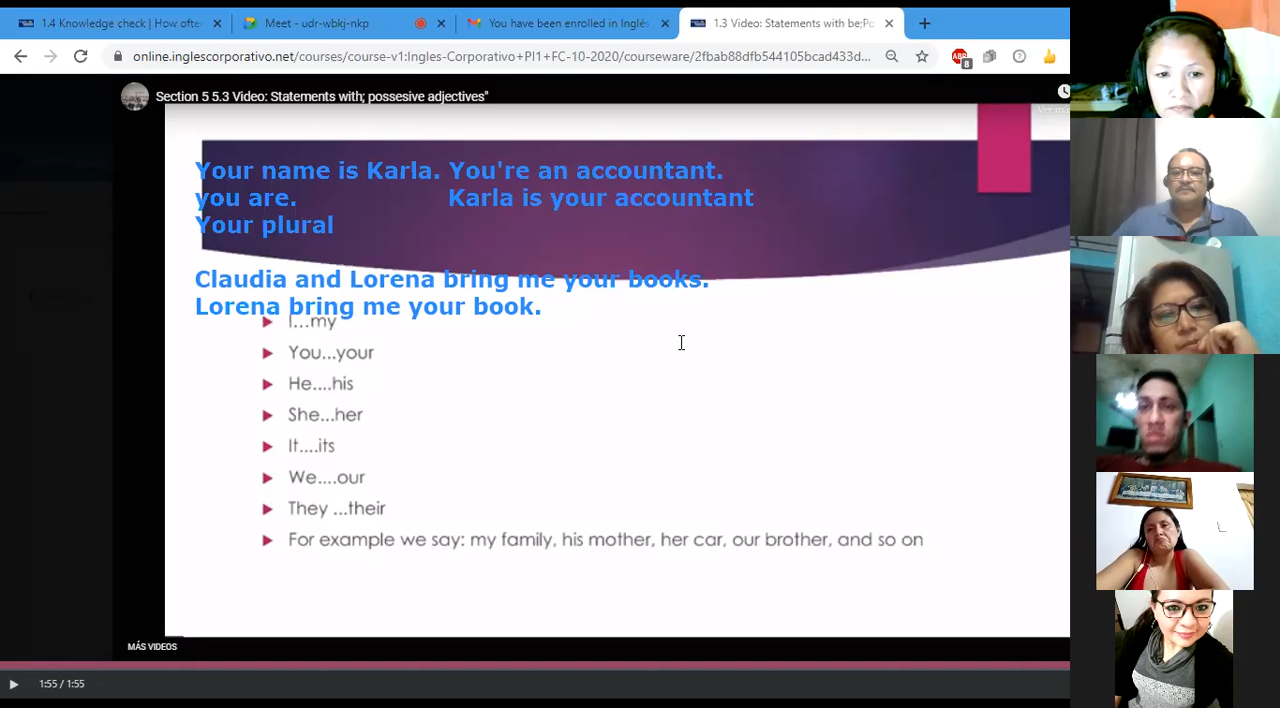 1.4 Knowledge check | How ofte
Meet - udr-wbkj-nkp
You have been enrolled in Inglés
1.3 Video: Statements with be;Po
online.inglescorporativo.net/courses/course-v1:Ingles-Corporativo+PI1+FC-10-2020/courseware/2fbab88dfb544105bcad433d...
ABP
8
Section 5 5.3 Video: Statements with; possesive adjectives"
Your name is Karla. You're an accountant.
you are. Karla is your accountant
Your plural
Claudia and Lorena bring me your books.
Lorena bring me your book.
I...my
You...your
He....his
She...her
It....its
We....our
They ...their
For example we say: my family, his mother, her car, our brother, and so on
MÁS VIDEOS
1:55 / 1:55